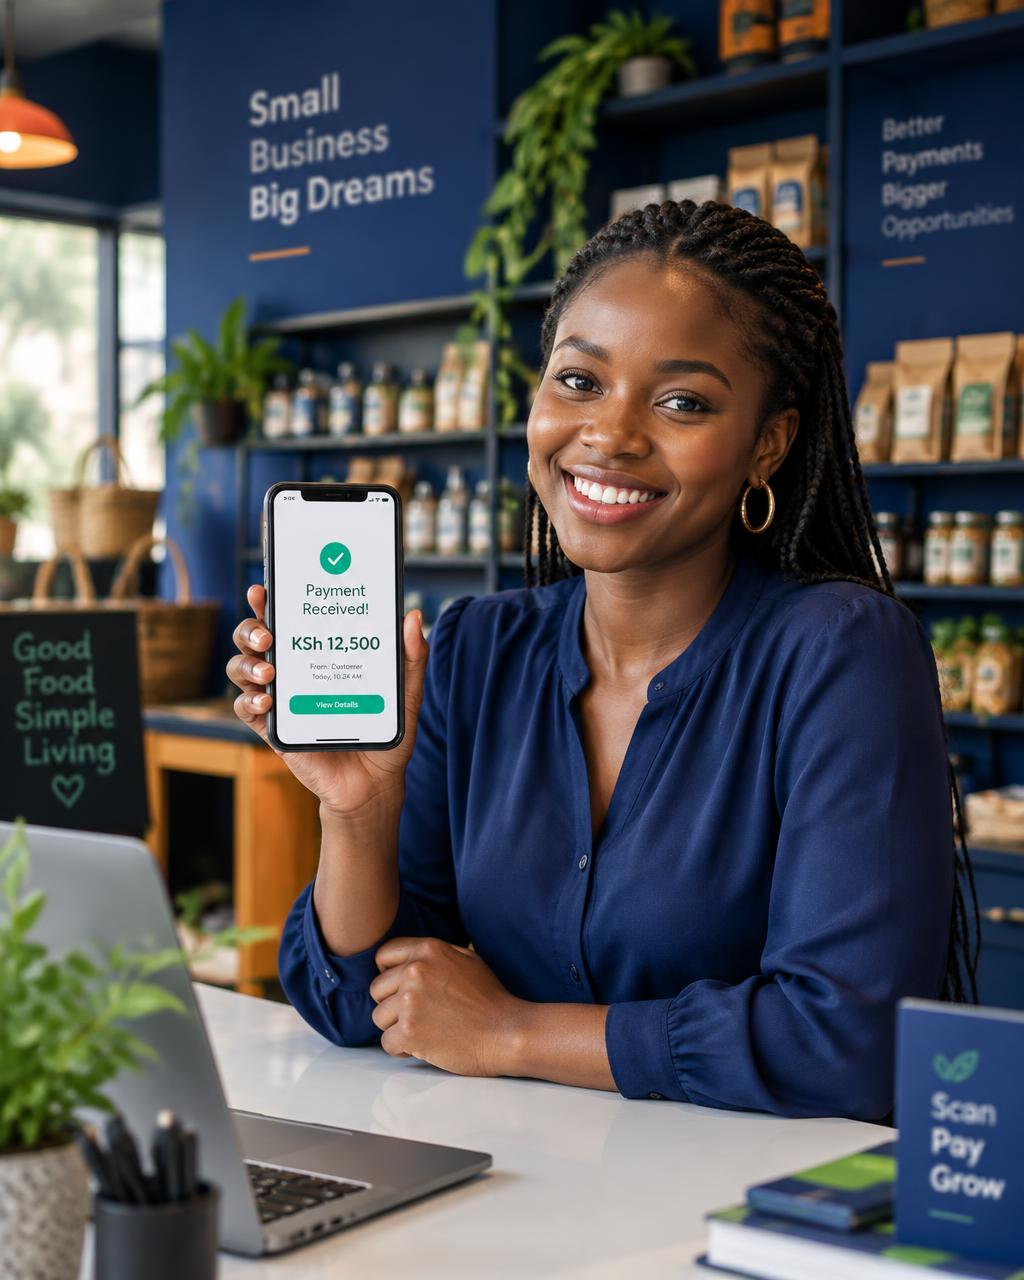 Small
Business
Big Dreams
Better
Payments
Bigger
Opportunities
Payment
Received!
KSh 12,500
From: Customer
Today, 10:24 AM
View Details
Good
Food
Simple
Living
Scan
Pay
Grow